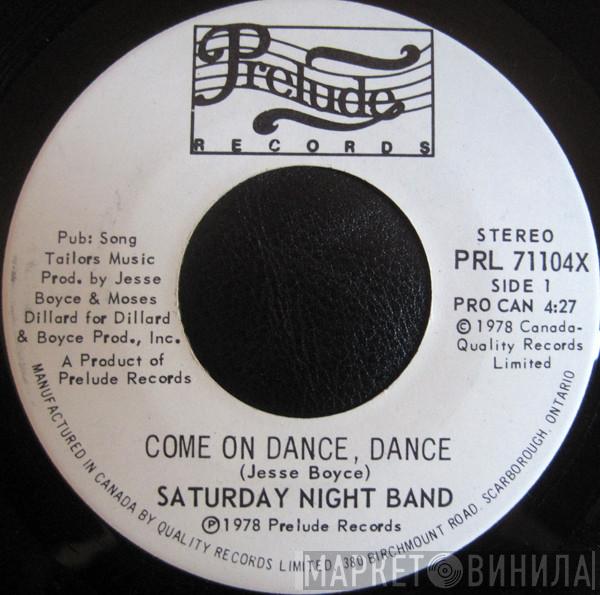 Prelude
RECORDS
Pub: Song
Tailors Music
Prod. by Jesse
Boyce & Moses
Dillard for Dillard
& Boyce Prod., Inc.
A Product of
Prelude Records
STEREO
PRL 71104X
SIDE 1
PRO CAN 4:27
© 1978 Canada-
Quality Records
Limited
COME ON DANCE, DANCE
(Jesse Boyce)
SATURDAY NIGHT BAND
℗ 1978 Prelude Records
MANUFACTURED IN CANADA BY QUALITY RECORDS LIMITED, 380 BIRCHMOUNT ROAD, SCARBOROUGH, ONTARIO
МАРКЕТ ВИНИЛА